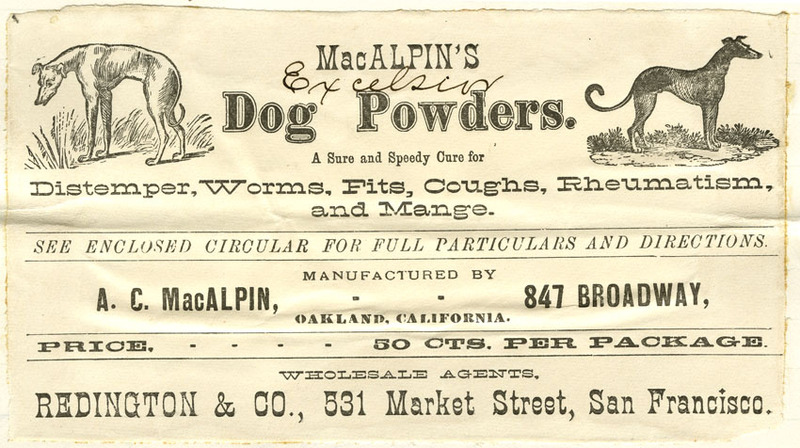 MacALPIN'S
Excelsior
Dog Powders.
A Sure and Speedy Cure for
Distemper, Worms, Fits, Coughs, Rheumatism,
and Mange.
SEE ENCLOSED CIRCULAR FOR FULL PARTICULARS AND DIRECTIONS.
MANUFACTURED BY
A. C. MacALPIN, - - 847 BROADWAY,
OAKLAND, CALIFORNIA.
PRICE, - - - - 50 CTS. PER PACKAGE.
WHOLESALE AGENTS,
REDINGTON & CO., 531 Market Street, San Francisco.